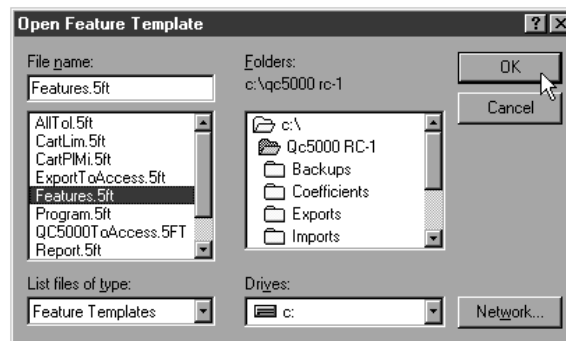 Open Feature Template
File name:
Features.5ft
AllTol.5ft
CartLim.5ft
CartPlMi.5ft
ExportToAccess.5ft
Features.5ft
Program.5ft
QC5000ToAccess.5FT
Report.5ft
List files of type:
Feature Templates
Folders:
c:\qc5000 rc-1
c:\
Qc5000 RC-1
Backups
Coefficients
Exports
Imports
Drives:
c:
OK
Cancel
Network...